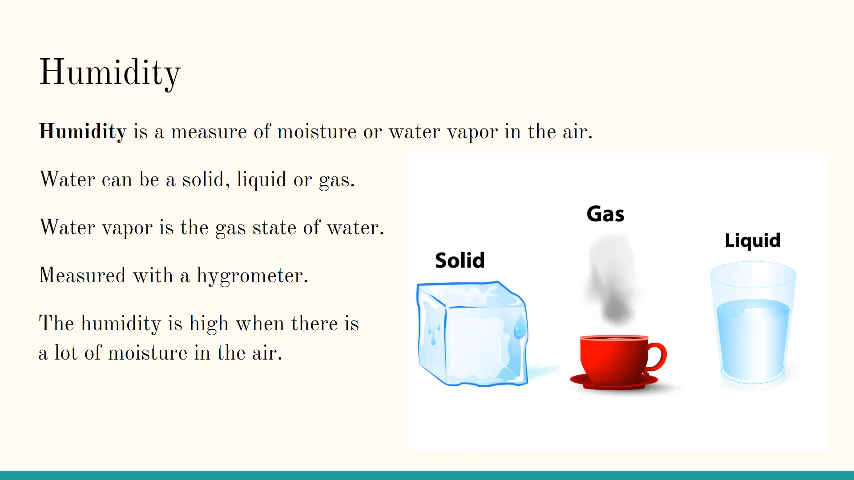 Humidity
Humidity is a measure of moisture or water vapor in the air.
Water can be a solid, liquid or gas.
Water vapor is the gas state of water.
Measured with a hygrometer.
The humidity is high when there is
a lot of moisture in the air.
Solid
Gas
Liquid